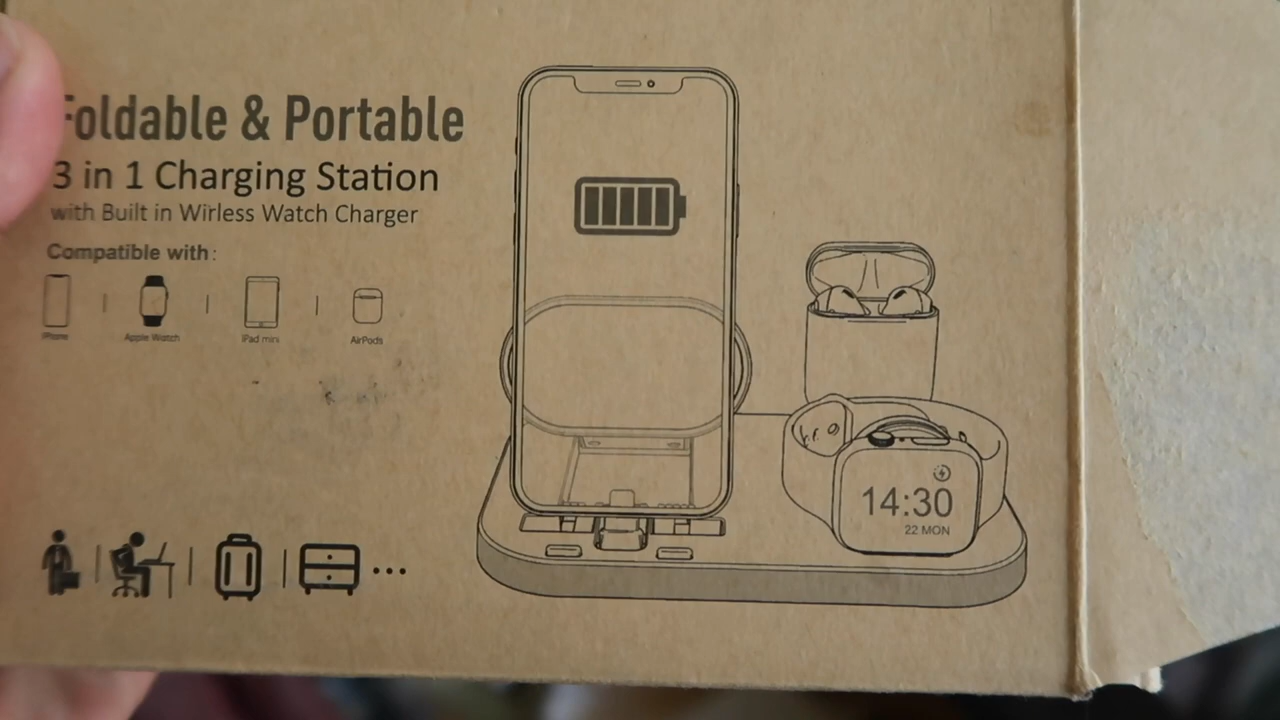 Foldable & Portable
3 in 1 Charging Station
with Built in Wirless Watch Charger
Compatible with:
iPhone | Apple Watch | iPad mini | AirPods
14:30
22 MON